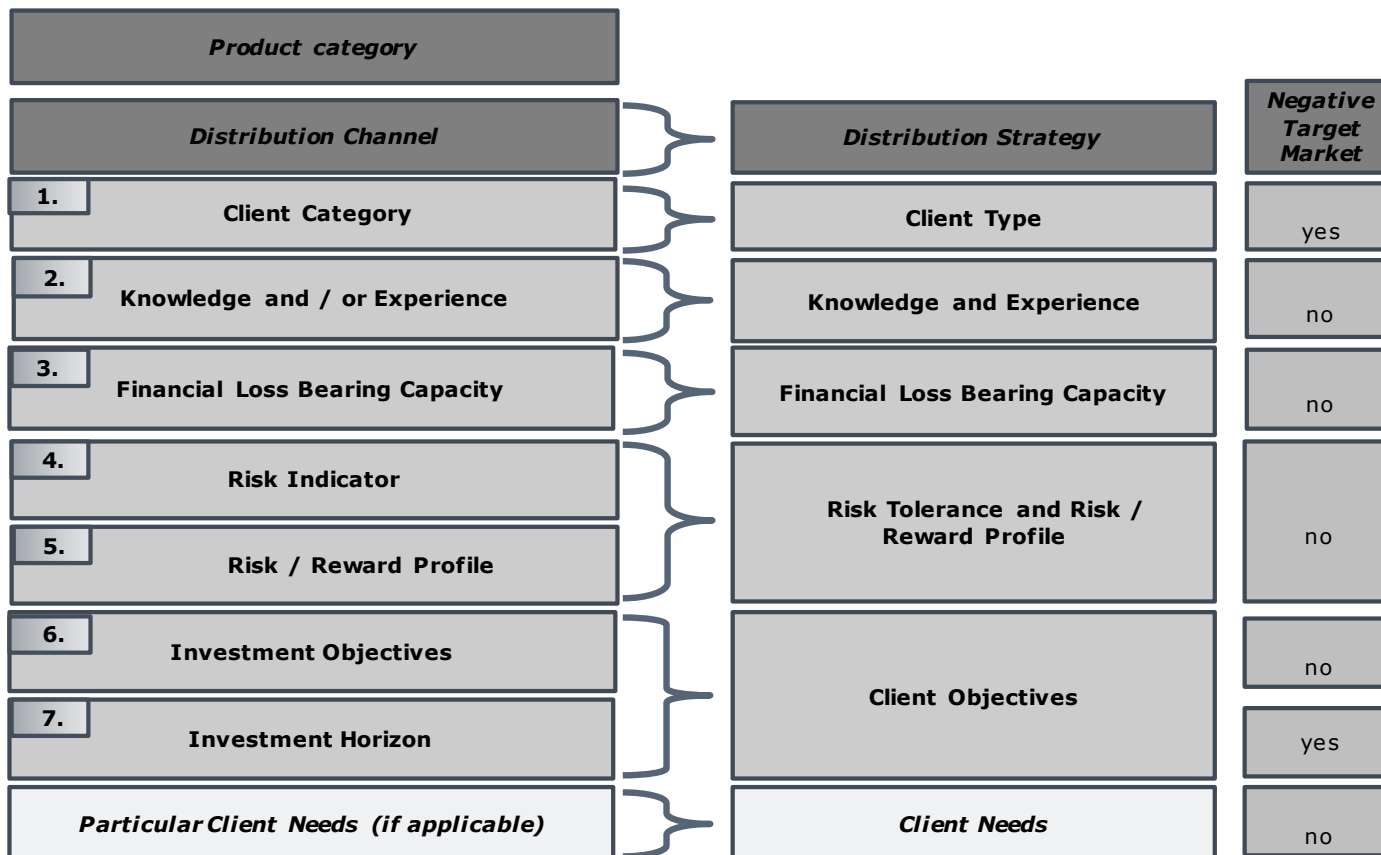 Product category
Distribution Channel
Distribution Strategy
Negative
Target
Market
1.
Client Category
Client Type
yes
2.
Knowledge and / or Experience
Knowledge and Experience
no
3.
Financial Loss Bearing Capacity
Financial Loss Bearing Capacity
no
4.
Risk Indicator
5.
Risk / Reward Profile
Risk Tolerance and Risk /
Reward Profile
no
6.
Investment Objectives
7.
Investment Horizon
Client Objectives
no
yes
Particular Client Needs (if applicable)
Client Needs
no